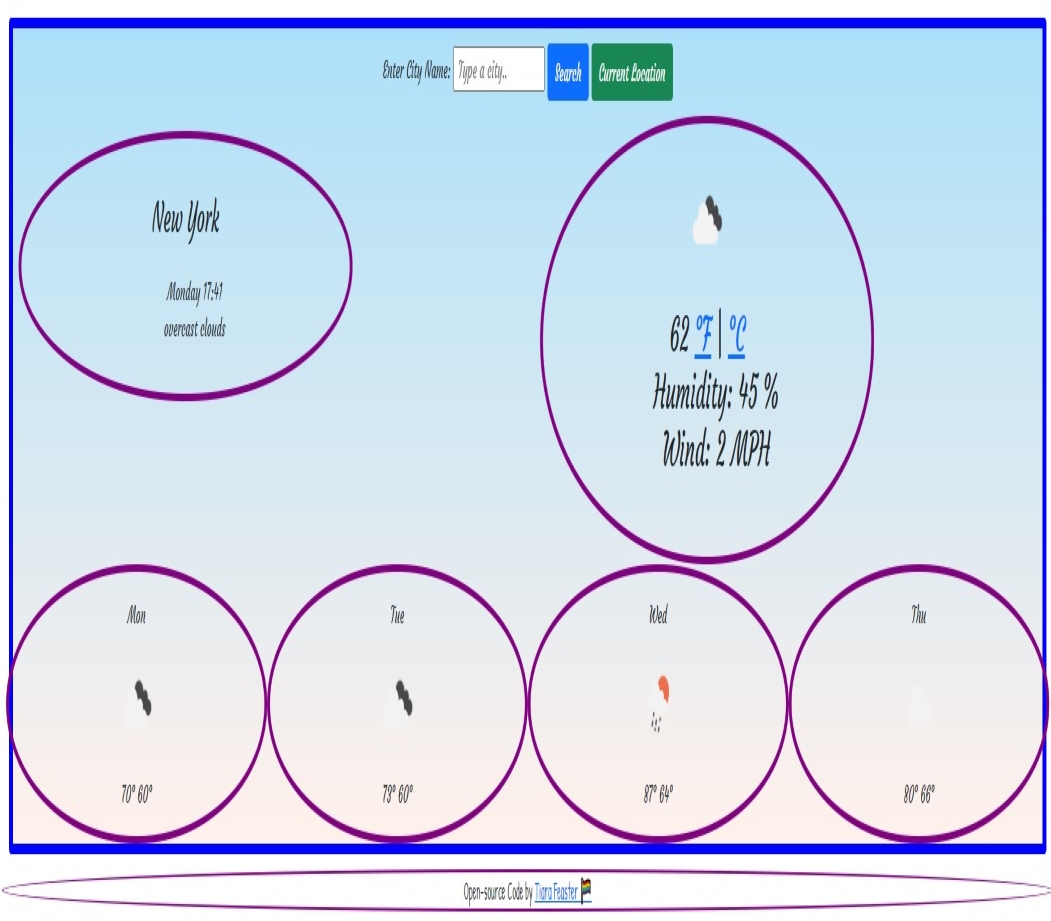 Enter City Name: Type a city.. Search Current Location
New York
Monday 17:41
overcast clouds
62 °F | °C
Humidity: 45 %
Wind: 2 MPH
Mon Tue Wed Thu
70° 60° 73° 60° 87° 64° 80° 66°
Open-source Code by Tiara Feaster 🏳️‍🌈